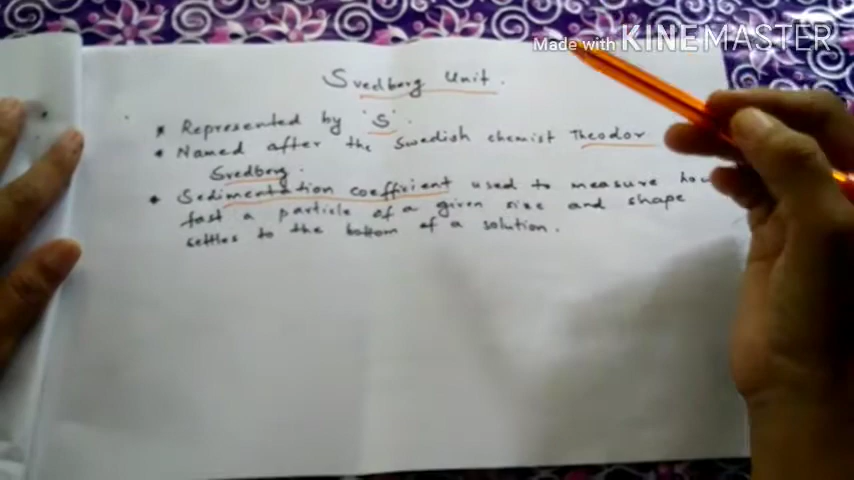 Made with KINEMASTER
Svedberg Unit.
* Represented by 'S'.
* Named after the Swedish chemist Theodor
Svedberg.
* Sedimentation coefficient used to measure how
fast a particle of a given size and shape
settles to the bottom of a solution.